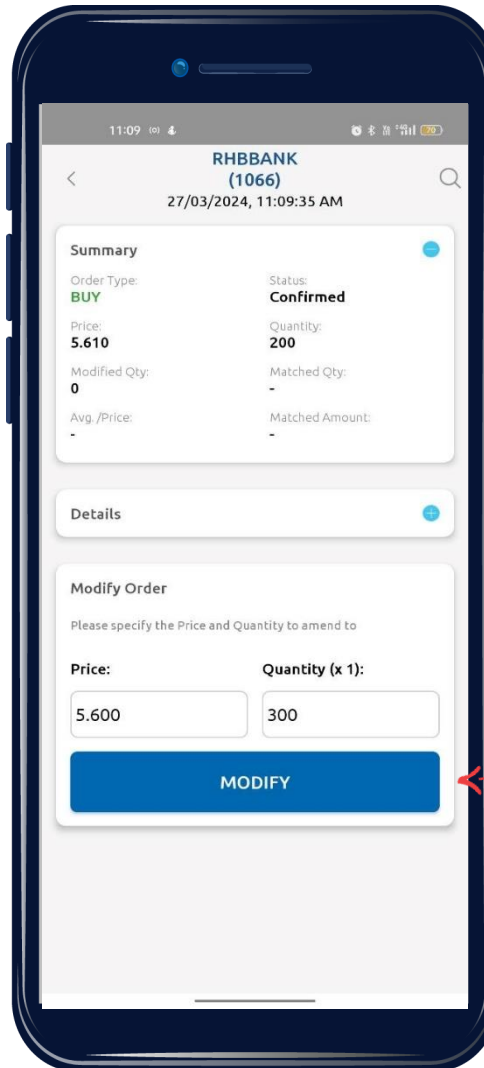 11:09
70
RHBBANK
(1066)
27/03/2024, 11:09:35 AM
Summary
Order Type: Status:
BUY Confirmed
Price: Quantity:
5.610 200
Modified Qty: Matched Qty:
0 -
Avg./Price: Matched Amount:
- -
Details
Modify Order
Please specify the Price and Quantity to amend to
Price: Quantity (x 1):
5.600 300
MODIFY